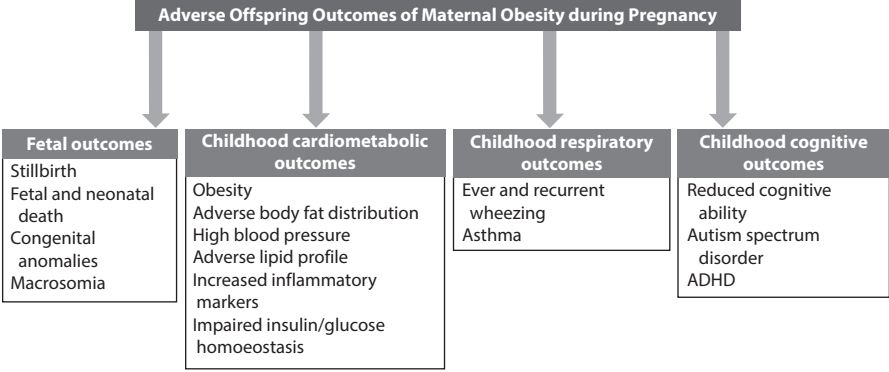 Adverse Offspring Outcomes of Maternal Obesity during Pregnancy
Fetal outcomes
Stillbirth
Fetal and neonatal
death
Congenital
anomalies
Macrosomia
Childhood cardiometabolic
outcomes
Obesity
Adverse body fat distribution
High blood pressure
Adverse lipid profile
Increased inflammatory
markers
Impaired insulin/glucose
homoeostasis
Childhood respiratory
outcomes
Ever and recurrent
wheezing
Asthma
Childhood cognitive
outcomes
Reduced cognitive
ability
Autism spectrum
disorder
ADHD